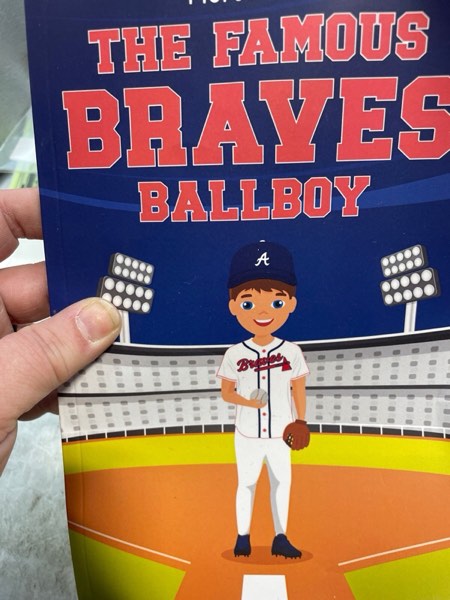 THE FAMOUS
BRAVES
BALLBOY
A
Braves